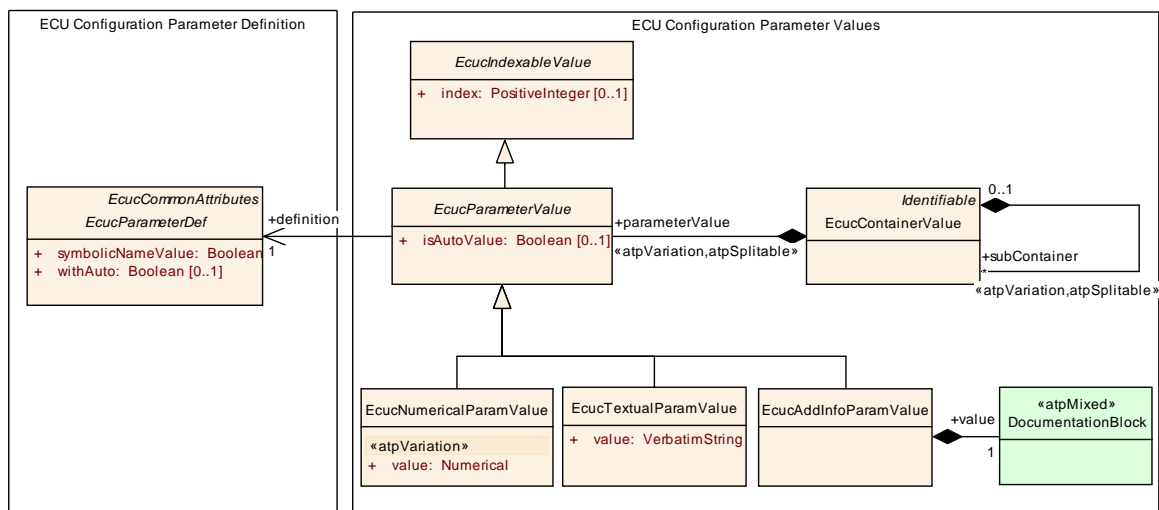 ECU Configuration Parameter Definition
ECU Configuration Parameter Values
EcucIndexableValue
+ index: PositiveInteger [0..1]
EcucCommonAttributes
EcucParameterDef
+ symbolicNameValue: Boolean
+ withAuto: Boolean [0..1]
+definition
1
EcucParameterValue
+ isAutoValue: Boolean [0..1]
+parameterValue
«atpVariation,atpSplitable»
Identifiable
EcucContainerValue
0..1
+subContainer
*
«atpVariation,atpSplitable»
EcucNumericalParamValue
«atpVariation»
+ value: Numerical
EcucTextualParamValue
+ value: VerbatimString
EcucAddInfoParamValue
+value
1
«atpMixed»
DocumentationBlock